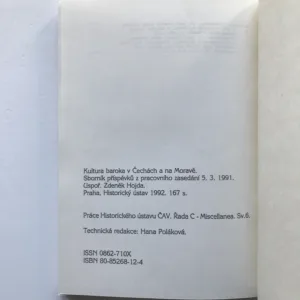 Kultura baroka v Čechách a na Moravě.
Sborník příspěvků z pracovního zasedání 5. 3. 1991.
Uspoř. Zdeněk Hojda.
Praha, Historický ústav 1992. 167 s.
Práce Historického ústavu ČAV. Řada C - Miscellanea. Sv.6.
Technická redakce: Hana Poláková.
ISSN 0862-710X
ISBN 80-85268-12-4